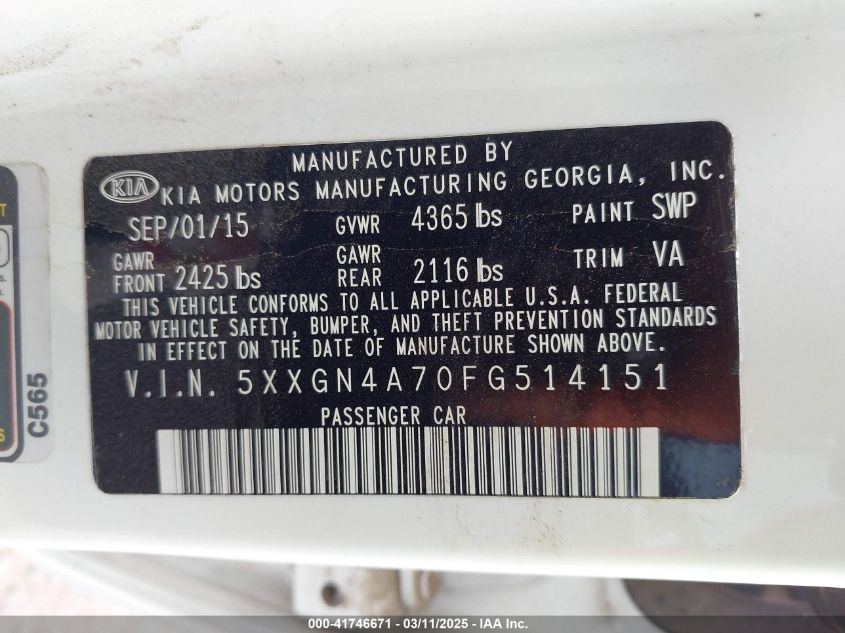 MANUFACTURED BY
KIA KIA MOTORS MANUFACTURING GEORGIA, INC.
SEP/01/15 GVWR 4365 lbs PAINT SWP
GAWR FRONT 2425 lbs GAWR REAR 2116 lbs TRIM VA
THIS VEHICLE CONFORMS TO ALL APPLICABLE U.S.A. FEDERAL
MOTOR VEHICLE SAFETY, BUMPER, AND THEFT PREVENTION STANDARDS
IN EFFECT ON THE DATE OF MANUFACTURE SHOWN ABOVE.
V.I.N. 5XXGN4A70FG514151
PASSENGER CAR
C565
000-41746671 - 03/11/2025 - IAA Inc.